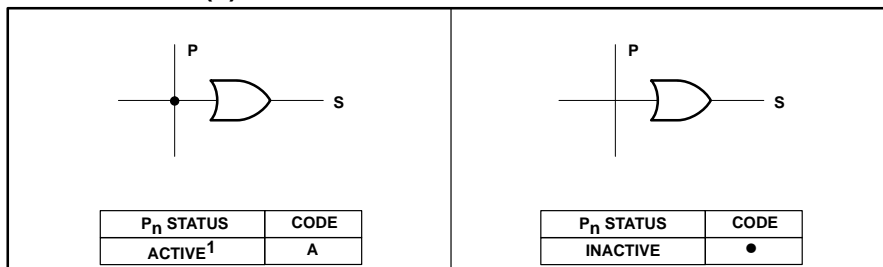 P
S
Pn STATUS CODE
ACTIVE1 A
P
S
Pn STATUS CODE
INACTIVE ●